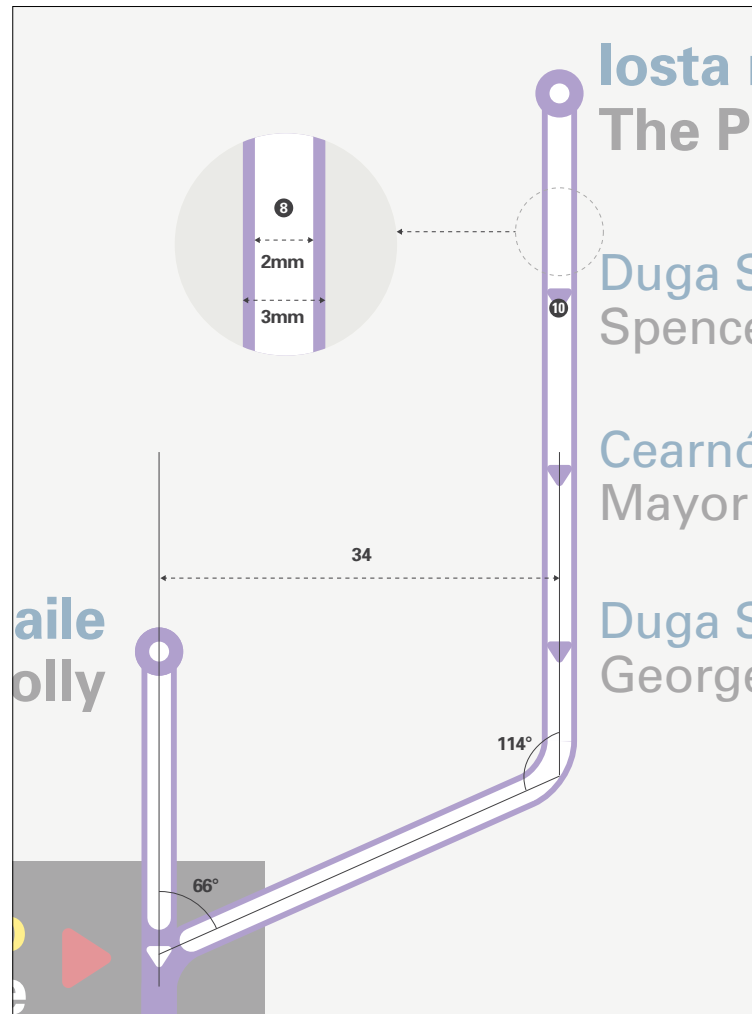 Iosta
The P
8
2mm
3mm
Duga S
10
Spence
Cearnó
Mayor
34
aile
olly
Duga S
George
114°
66°
e